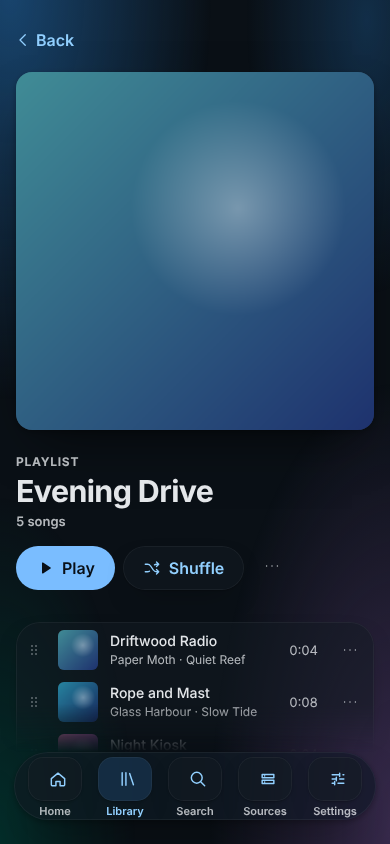 Back
PLAYLIST
Evening Drive
5 songs
Play
Shuffle
Driftwood Radio
Paper Moth · Quiet Reef
0:04
Rope and Mast
Glass Harbour · Slow Tide
0:08
Night Kiosk
Home
Library
Search
Sources
Settings